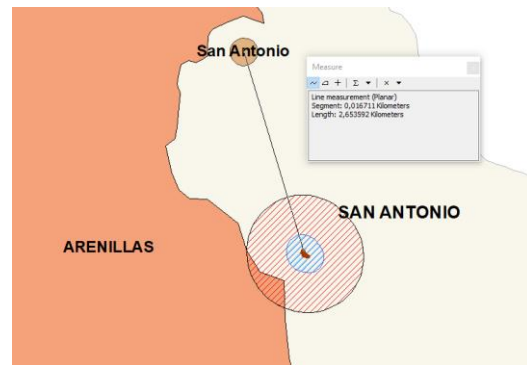 San Antonio
Measure
Line measurement (Planar)
Segment: 0,016711 Kilometers
Length: 2,653592 Kilometers
SAN ANTONIO
ARENILLAS